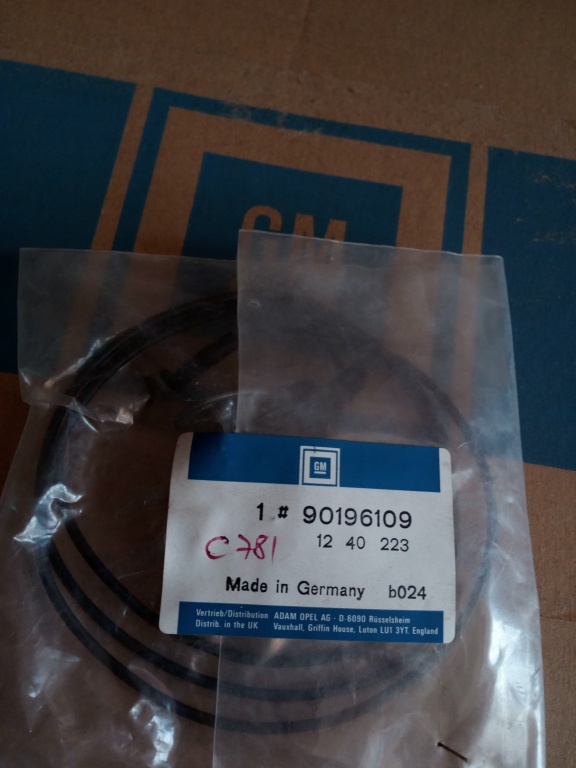 GM
GM
1 # 90196109
C781 12 40 223
Made in Germany b024
Vertrieb/Distribution ADAM OPEL AG · D-6090 Rüsselsheim
Distrib. in the UK Vauxhall, Griffin House, Luton LU1 3YT. England